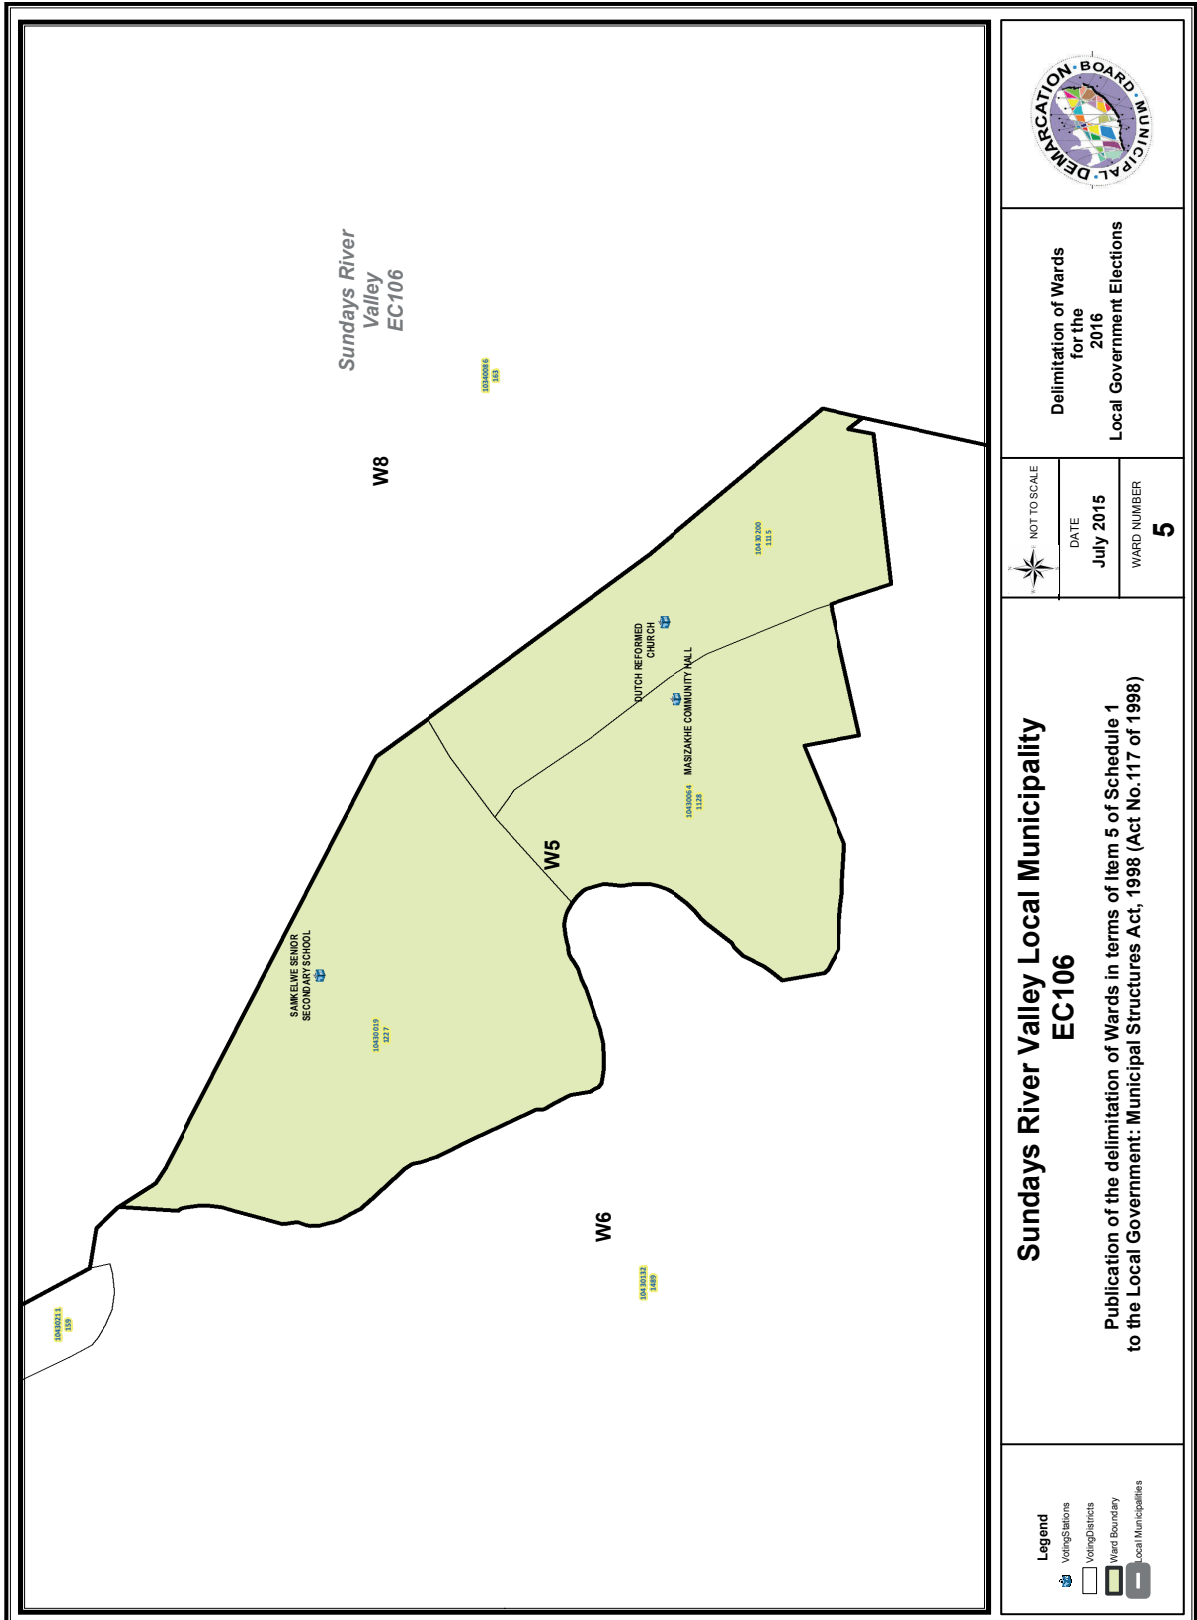 Sundays River
Valley
EC106
10340086
163
W8
10430200
1115
DUTCH REFORMED
CHURCH
MASIZAKHE COMMUNITY HALL
10430064
1128
W5
SAMKELWE SENIOR
SECONDARY SCHOOL
10430019
1227
W6
10430132
1489
10430211
159
Legend
VotingStations
VotingDistricts
Ward Boundary
Local Municipalities
Sundays River Valley Local Municipality
EC106
Publication of the delimitation of Wards in terms of Item 5 of Schedule 1
to the Local Government: Municipal Structures Act, 1998 (Act No.117 of 1998)
N
W
E
S
NOT TO SCALE
DATE
July 2015
WARD NUMBER
5
Delimitation of Wards
for the
2016
Local Government Elections
MUNICIPAL · DEMARCATION · BOARD